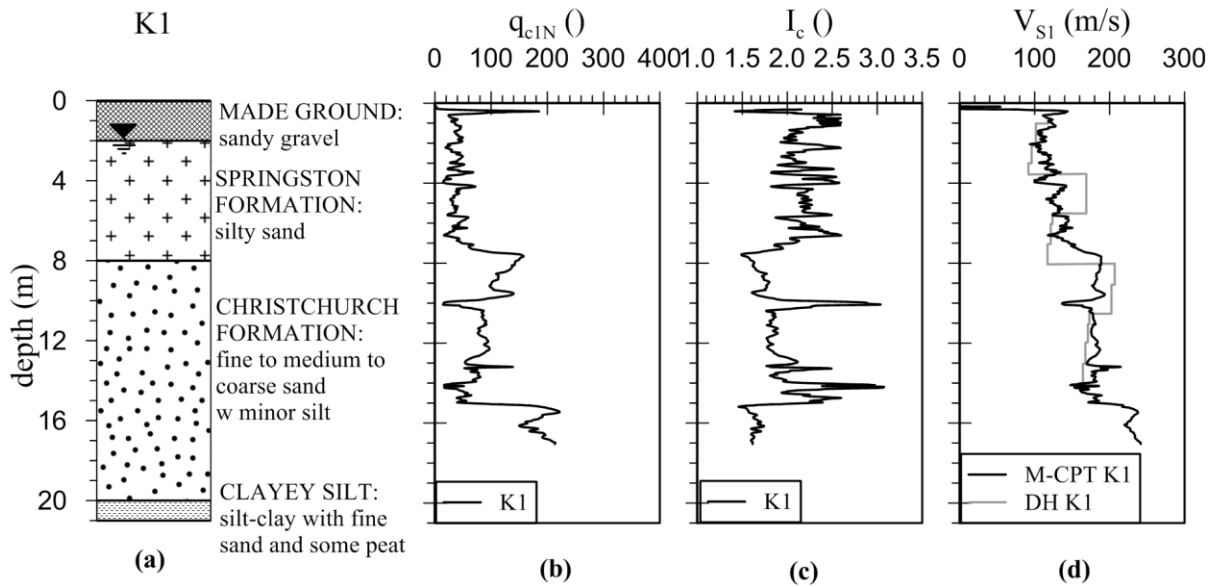 K1
q_c1N ()
I_c ()
V_S1 (m/s)
0 100 200 300 400
1.0 1.5 2.0 2.5 3.0 3.5
0 100 200 300
depth (m)
0
4
8
12
16
20
MADE GROUND:
sandy gravel
SPRINGSTON
FORMATION:
silty sand
CHRISTCHURCH
FORMATION:
fine to medium to
coarse sand
w minor silt
CLAYEY SILT:
silt-clay with fine
sand and some peat
K1
K1
M-CPT K1
DH K1
(a)
(b)
(c)
(d)